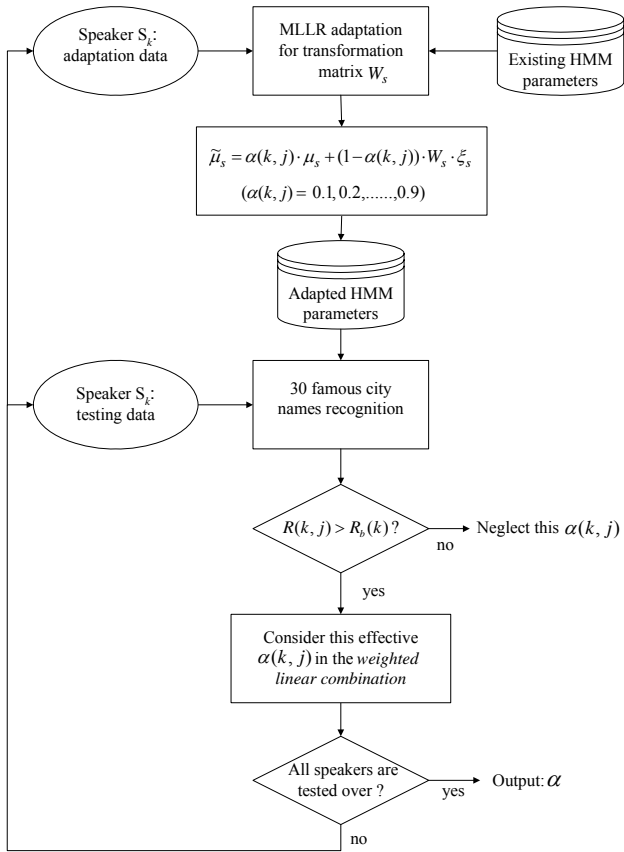 Speaker S_k:
adaptation data
MLLR adaptation
for transformation
matrix W_s
Existing HMM
parameters
μ̃_s = α(k, j) · μ_s + (1 − α(k, j)) · W_s · ξ_s
(α(k, j) = 0.1, 0.2, ......, 0.9)
Adapted HMM
parameters
Speaker S_k:
testing data
30 famous city
names recognition
R(k, j) > R_b(k) ?
no
Neglect this α(k, j)
yes
Consider this effective
α(k, j) in the weighted
linear combination
All speakers are
tested over ?
yes
Output: α
no